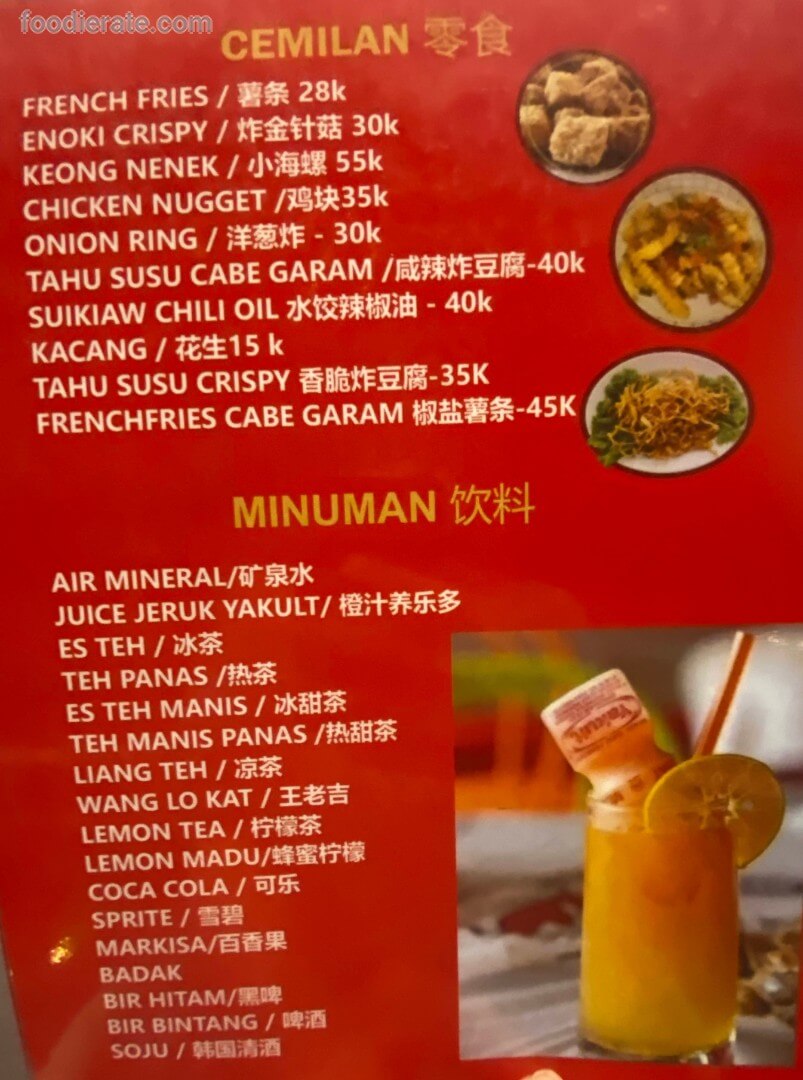 foodierate.com
CEMILAN 零食
FRENCH FRIES / 薯条 28k
ENOKI CRISPY / 炸金针菇 30k
KEONG NENEK / 小海螺 55k
CHICKEN NUGGET /鸡块35k
ONION RING / 洋葱炸 - 30k
TAHU SUSU CABE GARAM /咸辣炸豆腐-40k
SUIKIAW CHILI OIL 水饺辣椒油 - 40k
KACANG / 花生15 k
TAHU SUSU CRISPY 香脆炸豆腐-35K
FRENCHFRIES CABE GARAM 椒盐薯条-45K
MINUMAN 饮料
AIR MINERAL/矿泉水
JUICE JERUK YAKULT/ 橙汁养乐多
ES TEH / 冰茶
TEH PANAS /热茶
ES TEH MANIS / 冰甜茶
TEH MANIS PANAS /热甜茶
LIANG TEH / 凉茶
WANG LO KAT / 王老吉
LEMON TEA / 柠檬茶
LEMON MADU/蜂蜜柠檬
COCA COLA / 可乐
SPRITE / 雪碧
MARKISA/百香果
BADAK
BIR HITAM/黑啤
BIR BINTANG / 啤酒
SOJU / 韩国清酒
Yakult